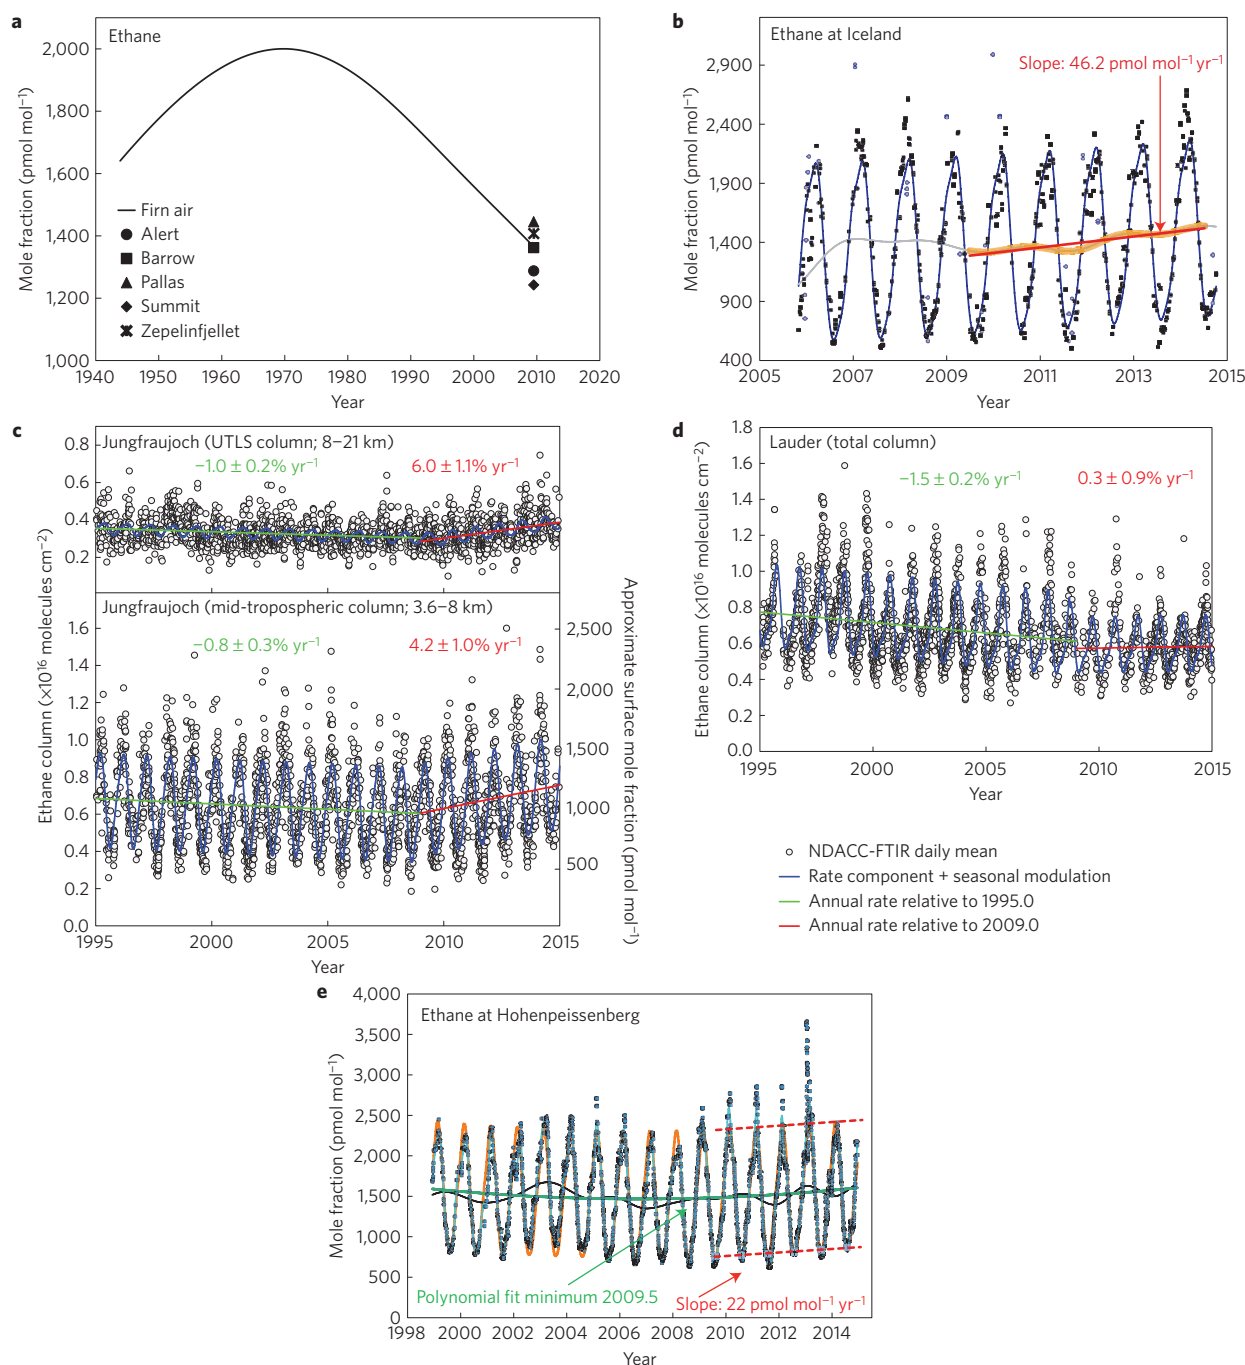 a
Ethane
2,000
1,800
1,600
1,400
1,200
1,000
Mole fraction (pmol mol⁻¹)
Firn air
Alert
Barrow
Pallas
Summit
Zepelinfjellet
1940 1950 1960 1970 1980 1990 2000 2010 2020
Year
b
Ethane at Iceland
Slope: 46.2 pmol mol⁻¹ yr⁻¹
2,900
2,400
1,900
1,400
900
400
Mole fraction (pmol mol⁻¹)
2005 2007 2009 2011 2013 2015
Year
c
Jungfraujoch (UTLS column; 8–21 km)
−1.0 ± 0.2% yr⁻¹ 6.0 ± 1.1% yr⁻¹
0.8
0.6
0.4
0.2
Jungfraujoch (mid-tropospheric column; 3.6–8 km)
−0.8 ± 0.3% yr⁻¹ 4.2 ± 1.0% yr⁻¹
1.6
1.4
1.2
1.0
0.8
0.6
0.4
0.2
0.0
Ethane column (×10¹⁶ molecules cm⁻²)
2,500
2,000
1,500
1,000
500
Approximate surface mole fraction (pmol mol⁻¹)
1995 2000 2005 2010 2015
Year
d
Lauder (total column)
−1.5 ± 0.2% yr⁻¹ 0.3 ± 0.9% yr⁻¹
1.8
1.6
1.4
1.2
1.0
0.8
0.6
0.4
0.2
0.0
Ethane column (×10¹⁶ molecules cm⁻²)
1995 2000 2005 2010 2015
Year
NDACC-FTIR daily mean
Rate component + seasonal modulation
Annual rate relative to 1995.0
Annual rate relative to 2009.0
e
Ethane at Hohenpeissenberg
4,000
3,500
3,000
2,500
2,000
1,500
1,000
500
0
Mole fraction (pmol mol⁻¹)
Polynomial fit minimum 2009.5
Slope: 22 pmol mol⁻¹ yr⁻¹
1998 2000 2002 2004 2006 2008 2010 2012 2014
Year